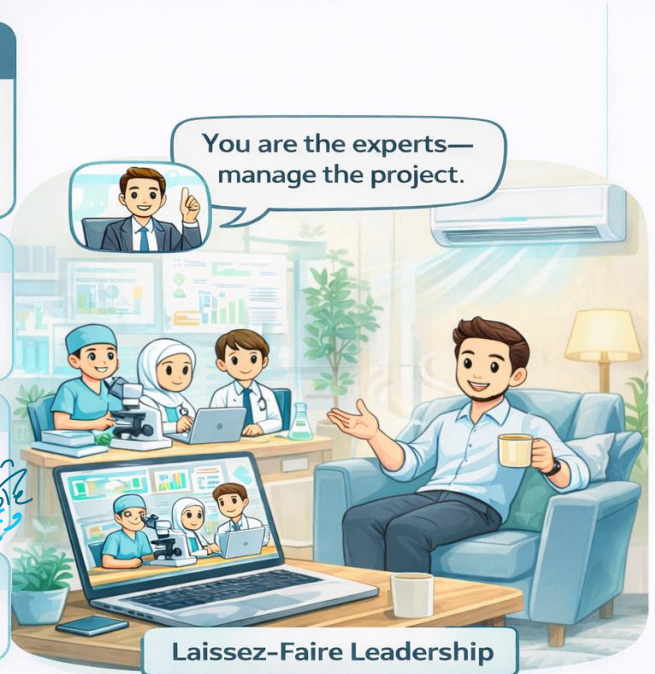 You are the experts—
manage the project.
Laissez-Faire Leadership